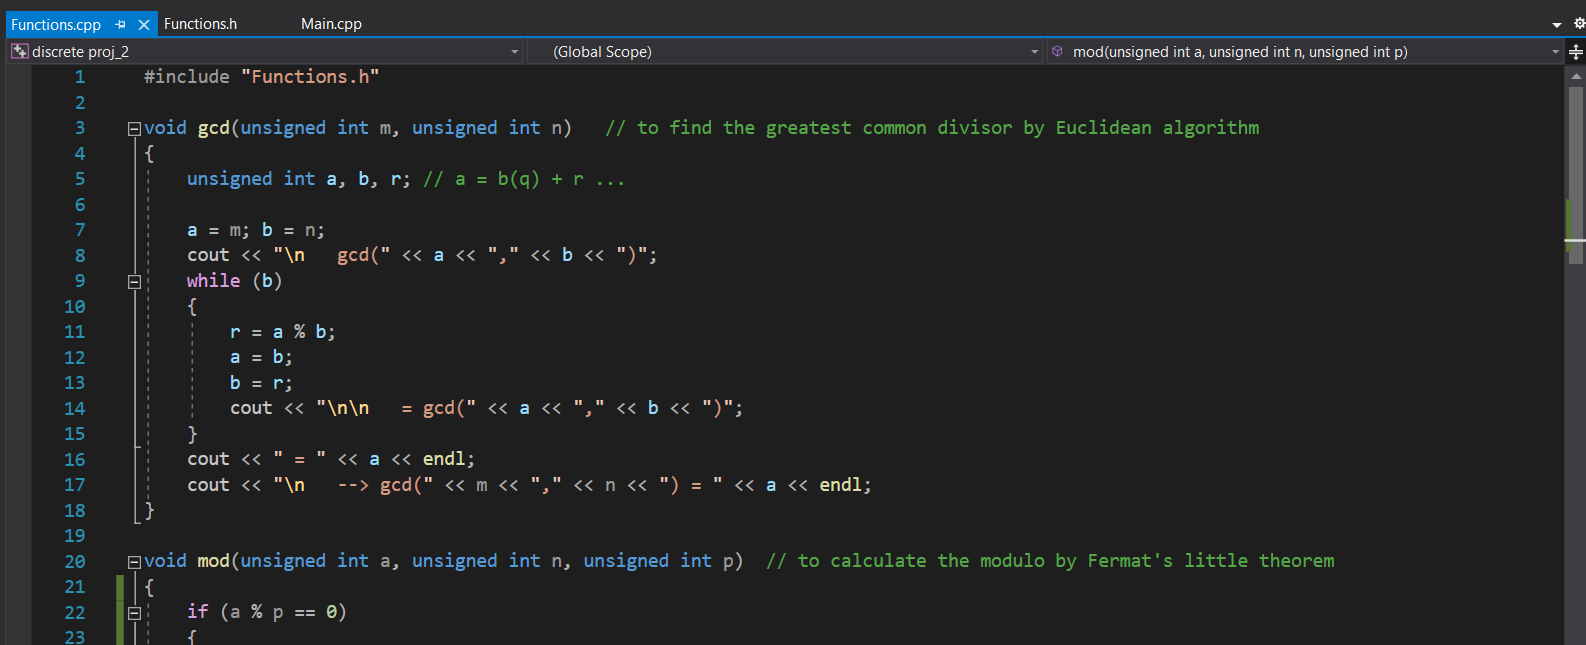 Functions.cpp Functions.h Main.cpp
discrete proj_2 (Global Scope) mod(unsigned int a, unsigned int n, unsigned int p)
1 #include "Functions.h"
2
3 void gcd(unsigned int m, unsigned int n) // to find the greatest common divisor by Euclidean algorithm
4 {
5 unsigned int a, b, r; // a = b(q) + r ...
6
7 a = m; b = n;
8 cout << "\n   gcd(" << a << "," << b << ")";
9 while (b)
10 {
11 r = a % b;
12 a = b;
13 b = r;
14 cout << "\n\n   = gcd(" << a << "," << b << ")";
15 }
16 cout << " = " << a << endl;
17 cout << "\n   --> gcd(" << m << "," << n << ") = " << a << endl;
18 }
19
20 void mod(unsigned int a, unsigned int n, unsigned int p) // to calculate the modulo by Fermat's little theorem
21 {
22 if (a % p == 0)
23 {